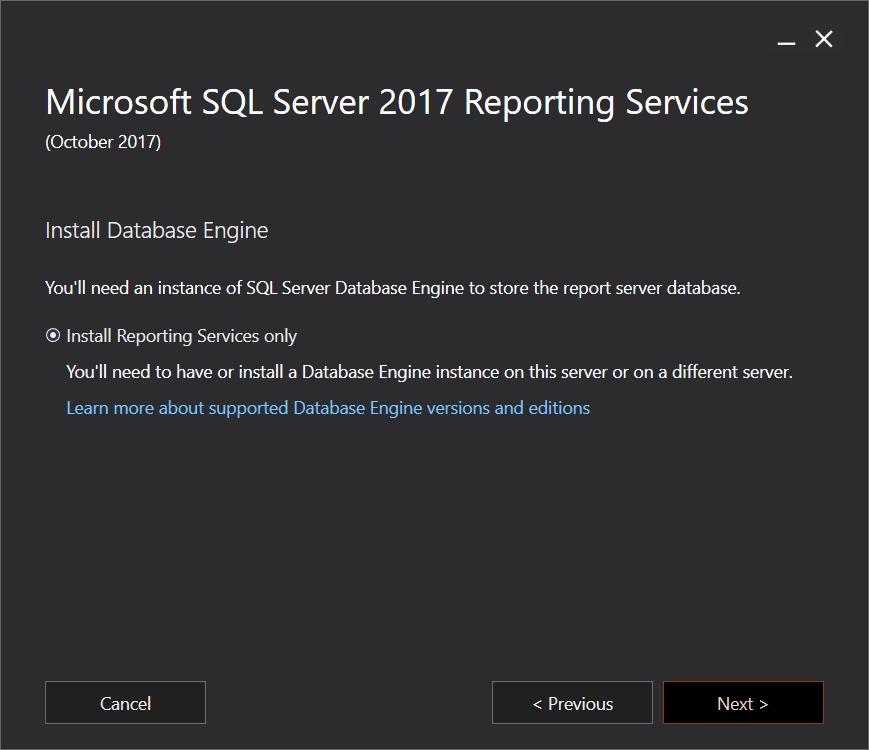 Microsoft SQL Server 2017 Reporting Services
(October 2017)
Install Database Engine
You'll need an instance of SQL Server Database Engine to store the report server database.
Install Reporting Services only
You'll need to have or install a Database Engine instance on this server or on a different server.
Learn more about supported Database Engine versions and editions
Cancel
< Previous
Next >